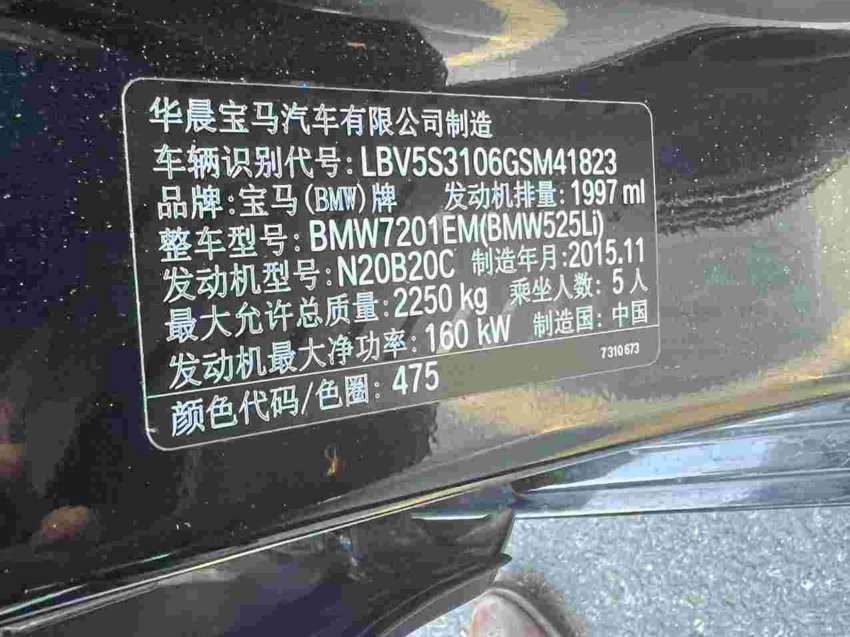 华晨宝马汽车有限公司制造
车辆识别代号: LBV5S3106GSM41823
品牌: 宝马(BMW)牌 发动机排量: 1997 ml
整车型号: BMW7201EM(BMW525Li)
发动机型号: N20B20C 制造年月: 2015.11
最大允许总质量: 2250 kg 乘坐人数: 5 人
发动机最大净功率: 160 kW 制造国: 中国
7310673
颜色代码/色圈: 475